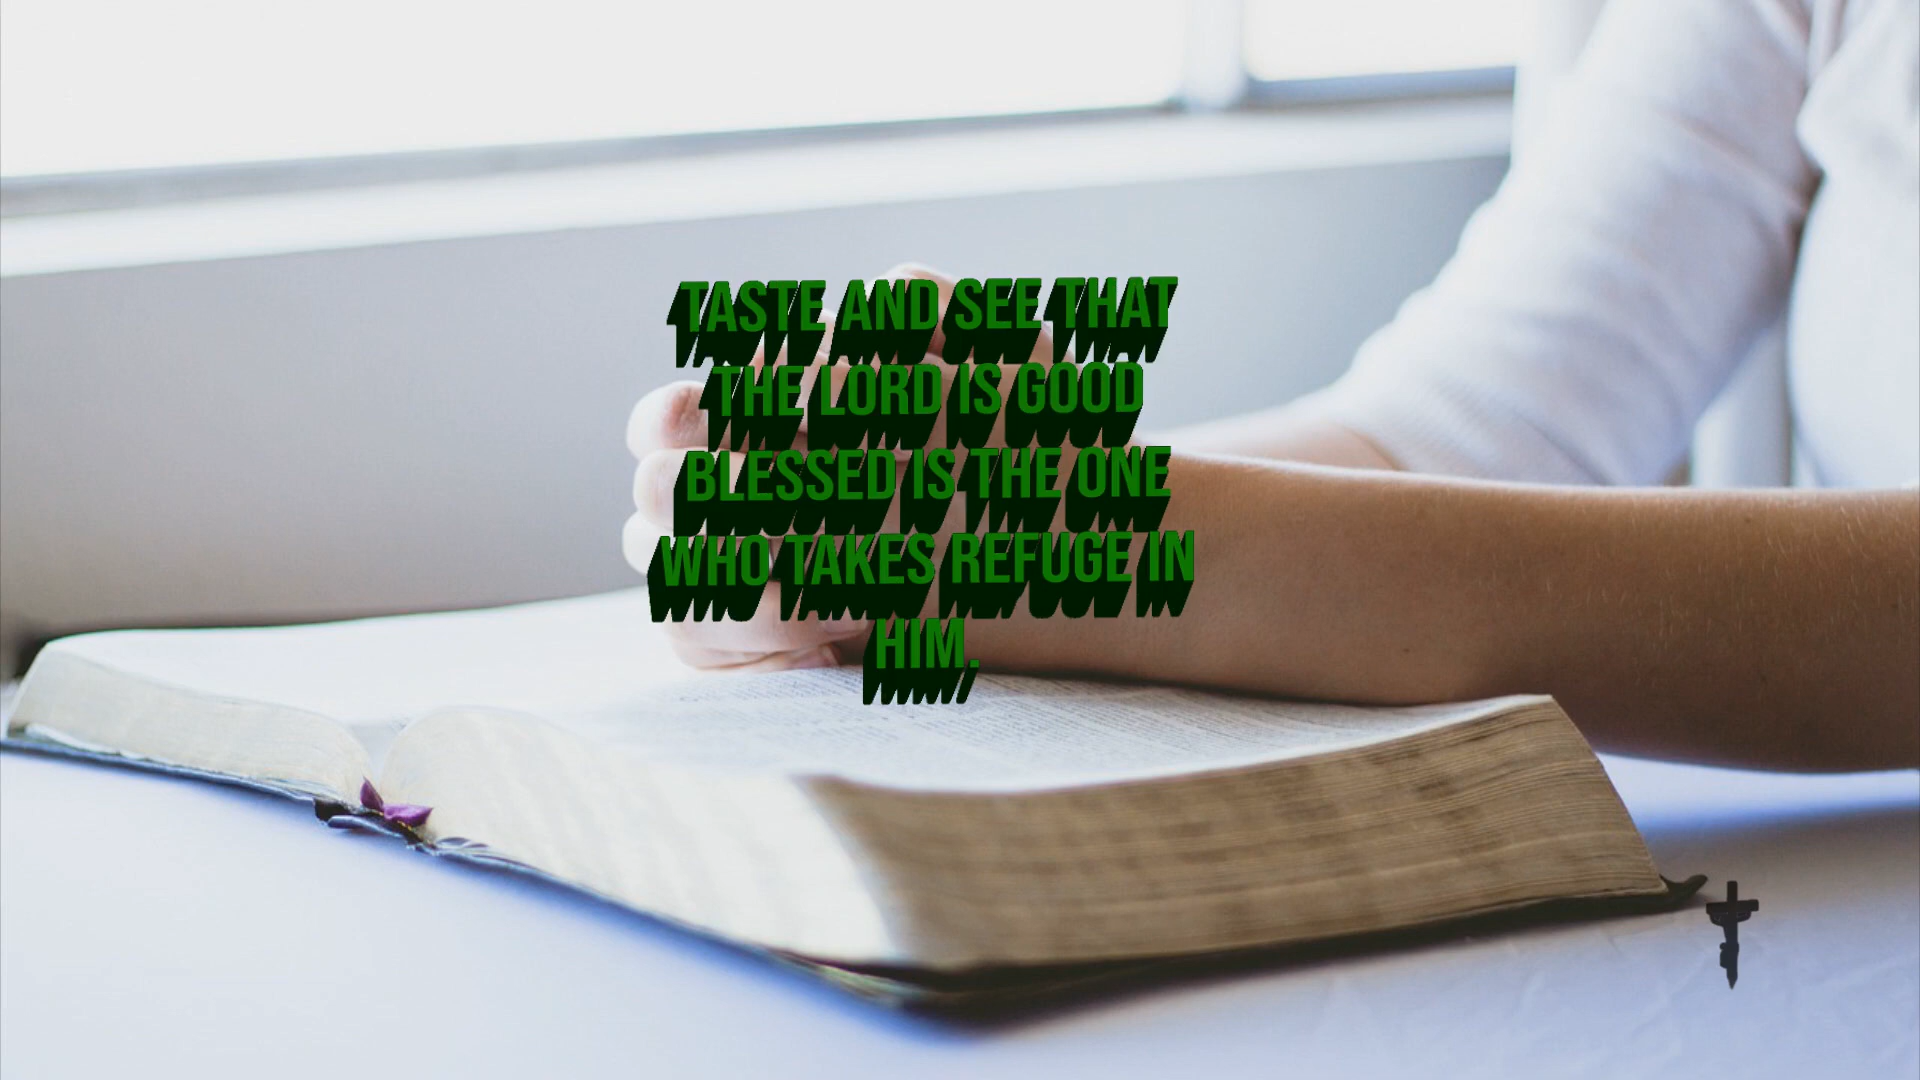 TASTE AND SEE THAT
THE LORD IS GOOD
BLESSED IS THE ONE
WHO TAKES REFUGE IN
HIM.